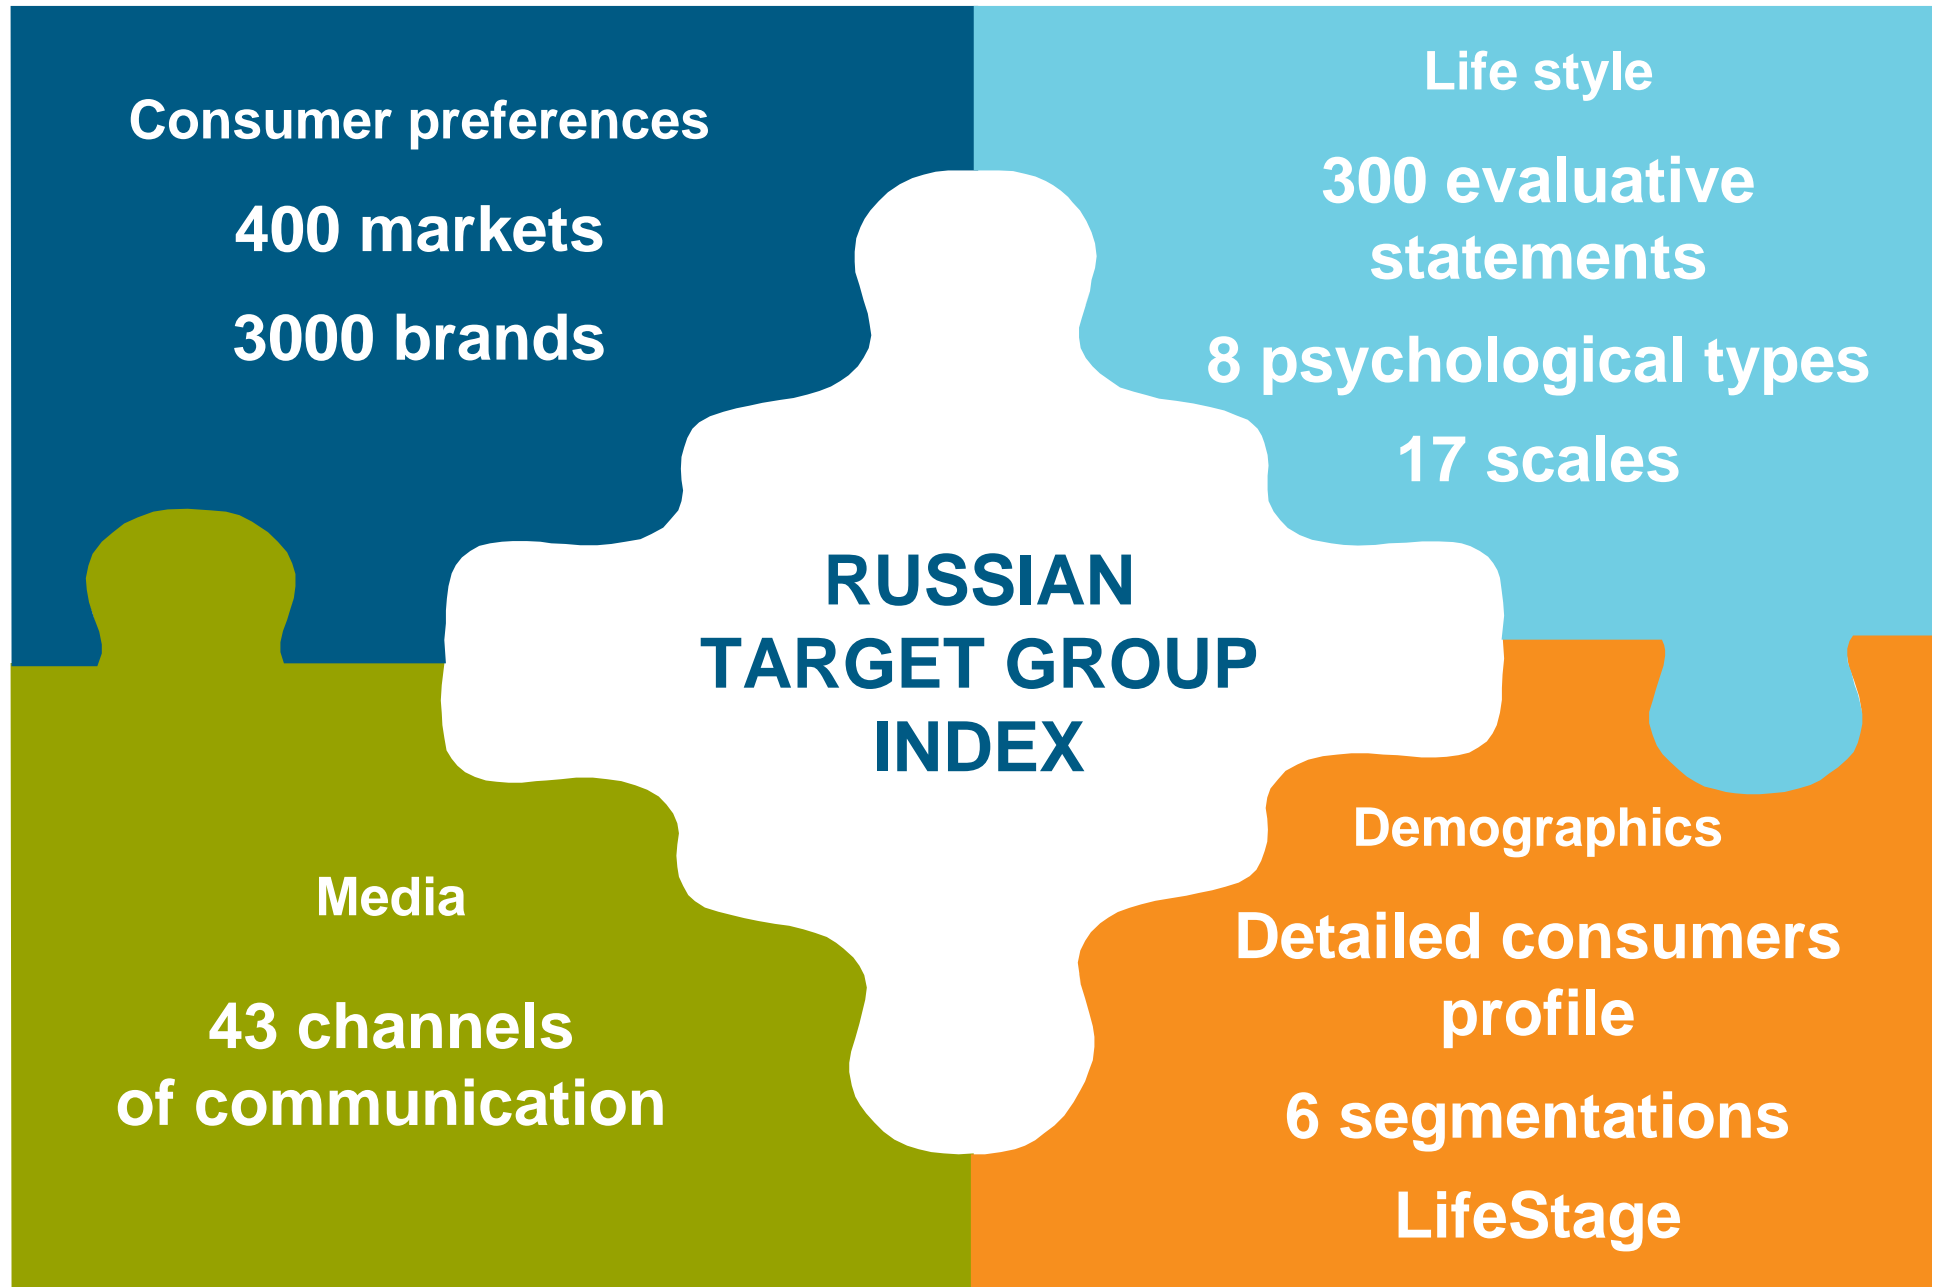 Consumer preferences
400 markets
3000 brands
Life style
300 evaluative
statements
8 psychological types
17 scales
RUSSIAN
TARGET GROUP
INDEX
Media
43 channels
of communication
Demographics
Detailed consumers
profile
6 segmentations
LifeStage